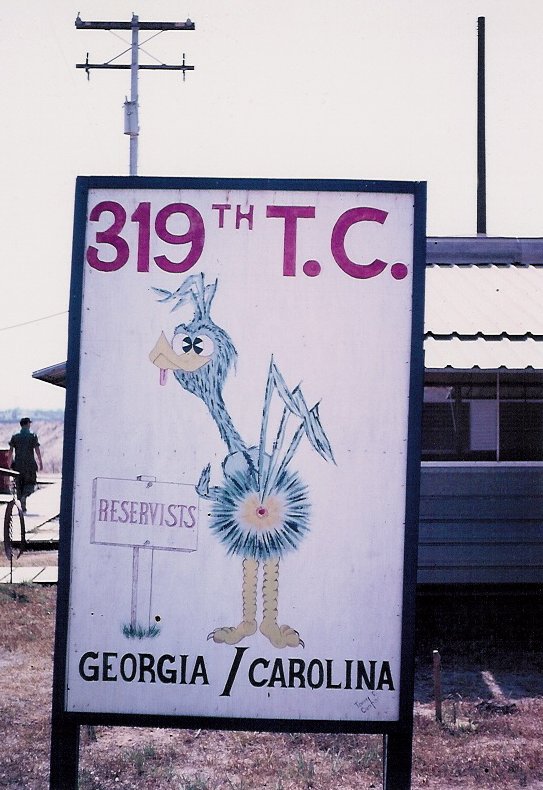 319TH T.C.
RESERVISTS
GEORGIA / CAROLINA